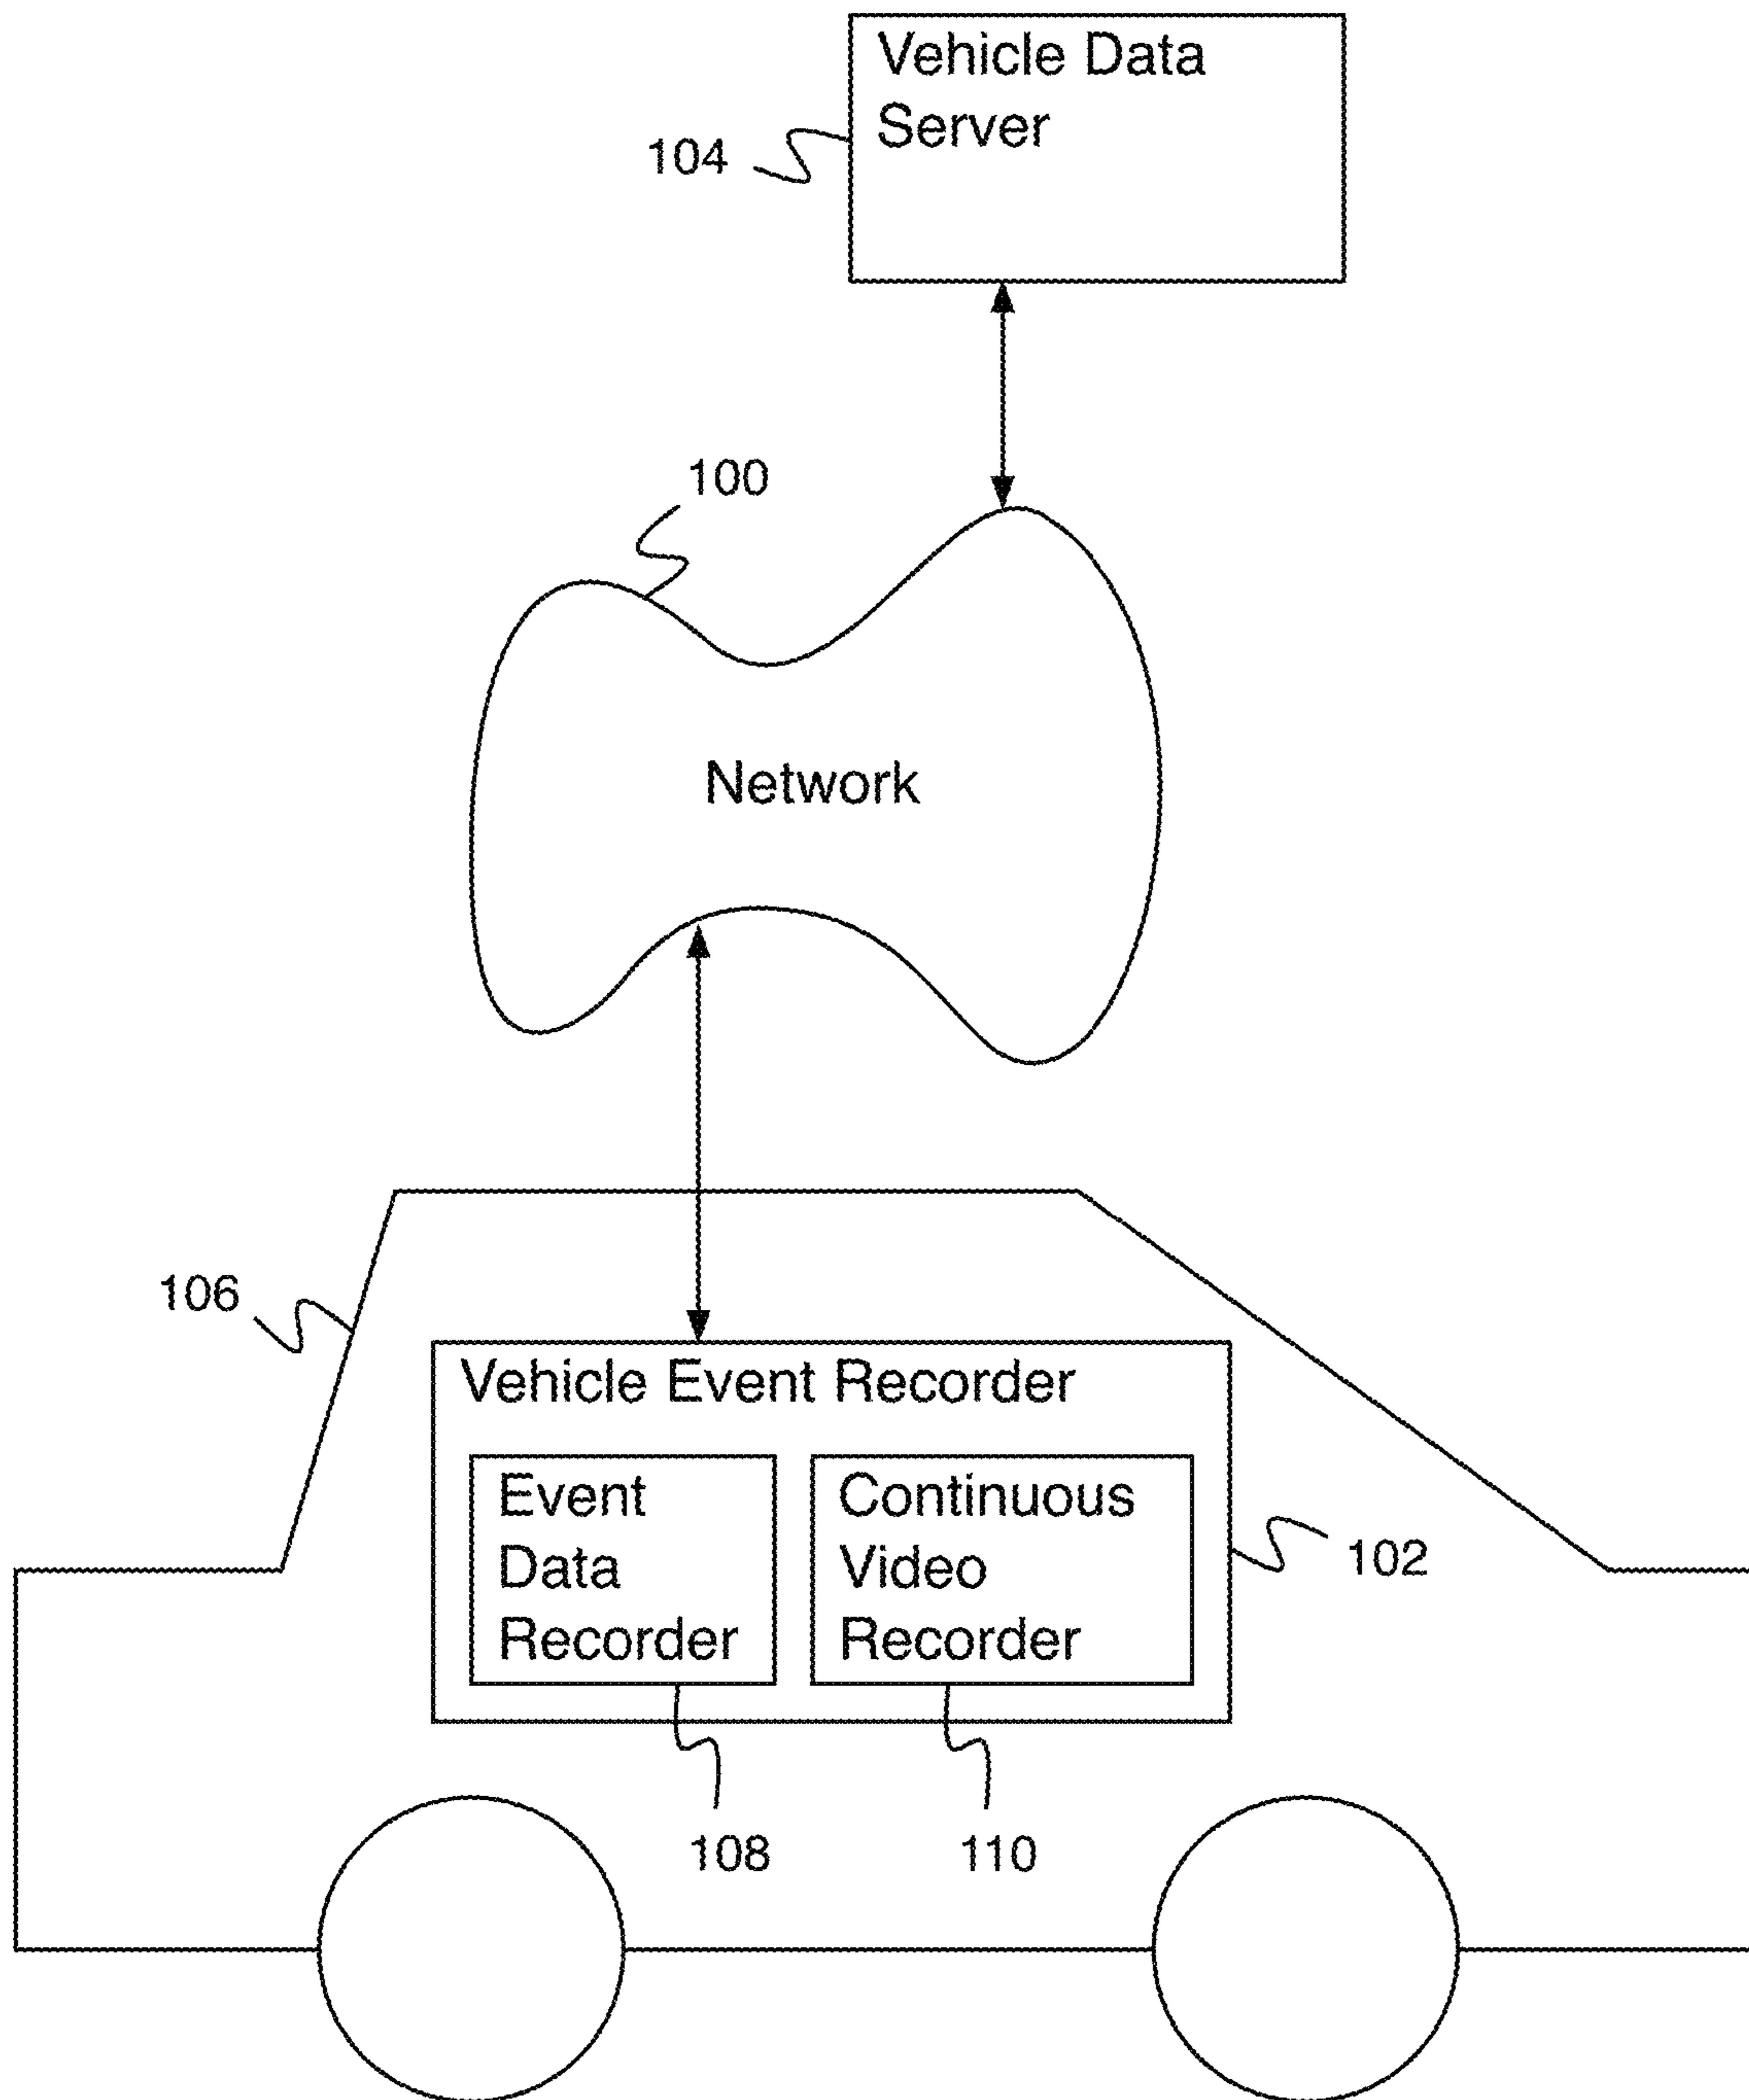 Vehicle Data
Server
104
100
Network
106
Vehicle Event Recorder
Event
Data
Recorder
Continuous
Video
Recorder
102
108
110